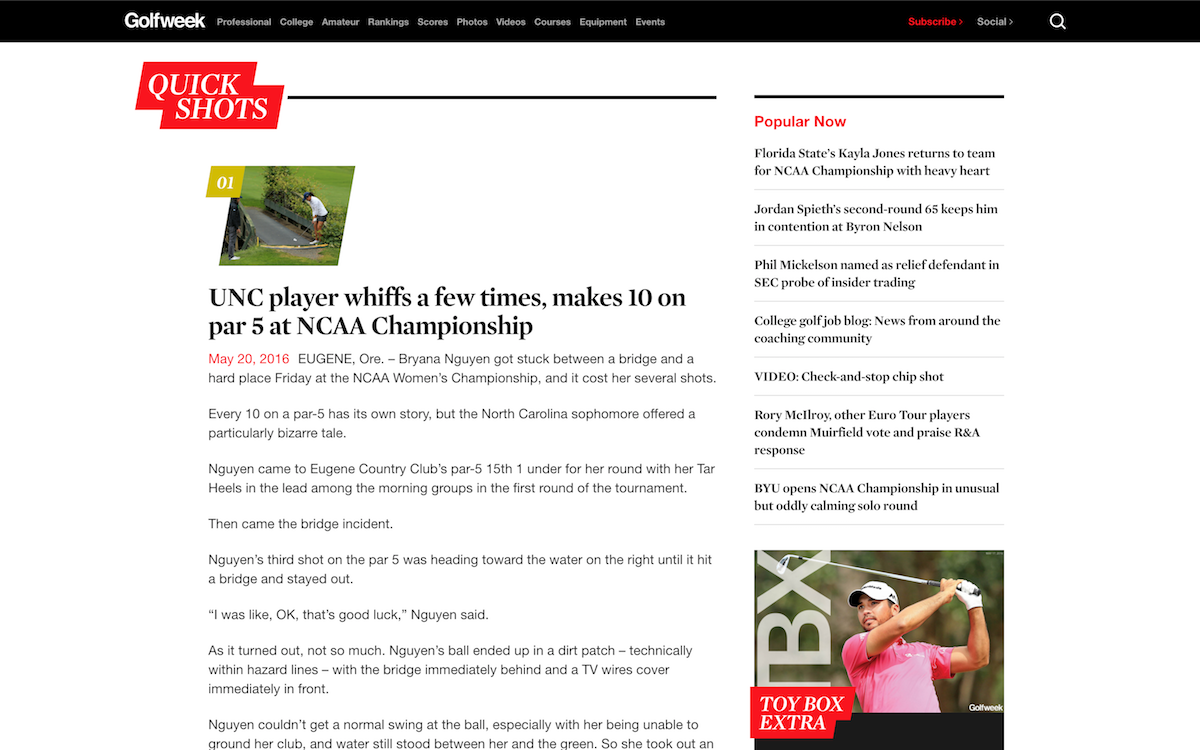 Golfweek Professional College Amateur Rankings Scores Photos Videos Courses Equipment Events Subscribe › Social ›
QUICK
SHOTS
01
UNC player whiffs a few times, makes 10 on
par 5 at NCAA Championship
May 20, 2016 EUGENE, Ore. – Bryana Nguyen got stuck between a bridge and a
hard place Friday at the NCAA Women’s Championship, and it cost her several shots.
Every 10 on a par-5 has its own story, but the North Carolina sophomore offered a
particularly bizarre tale.
Nguyen came to Eugene Country Club’s par-5 15th 1 under for her round with her Tar
Heels in the lead among the morning groups in the first round of the tournament.
Then came the bridge incident.
Nguyen’s third shot on the par 5 was heading toward the water on the right until it hit
a bridge and stayed out.
“I was like, OK, that’s good luck,” Nguyen said.
As it turned out, not so much. Nguyen’s ball ended up in a dirt patch – technically
within hazard lines – with the bridge immediately behind and a TV wires cover
immediately in front.
Nguyen couldn’t get a normal swing at the ball, especially with her being unable to
ground her club, and water still stood between her and the green. So she took out an
Popular Now
Florida State’s Kayla Jones returns to team
for NCAA Championship with heavy heart
Jordan Spieth’s second-round 65 keeps him
in contention at Byron Nelson
Phil Mickelson named as relief defendant in
SEC probe of insider trading
College golf job blog: News from around the
coaching community
VIDEO: Check-and-stop chip shot
Rory McIlroy, other Euro Tour players
condemn Muirfield vote and praise R&A
response
BYU opens NCAA Championship in unusual
but oddly calming solo round
TBX
Golfweek
TOY BOX
EXTRA